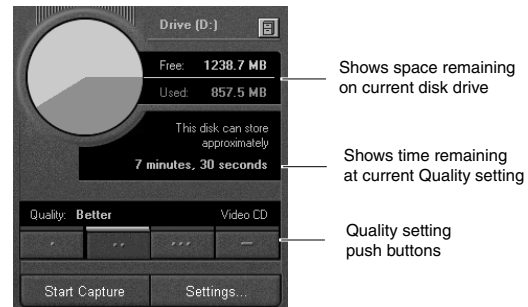 Drive (D:)
Free: 1238.7 MB
Used: 857.5 MB
Shows space remaining
on current disk drive
This disk can store
approximately
7 minutes, 30 seconds
Shows time remaining
at current Quality setting
Quality: Better Video CD
Quality setting
push buttons
Start Capture Settings...